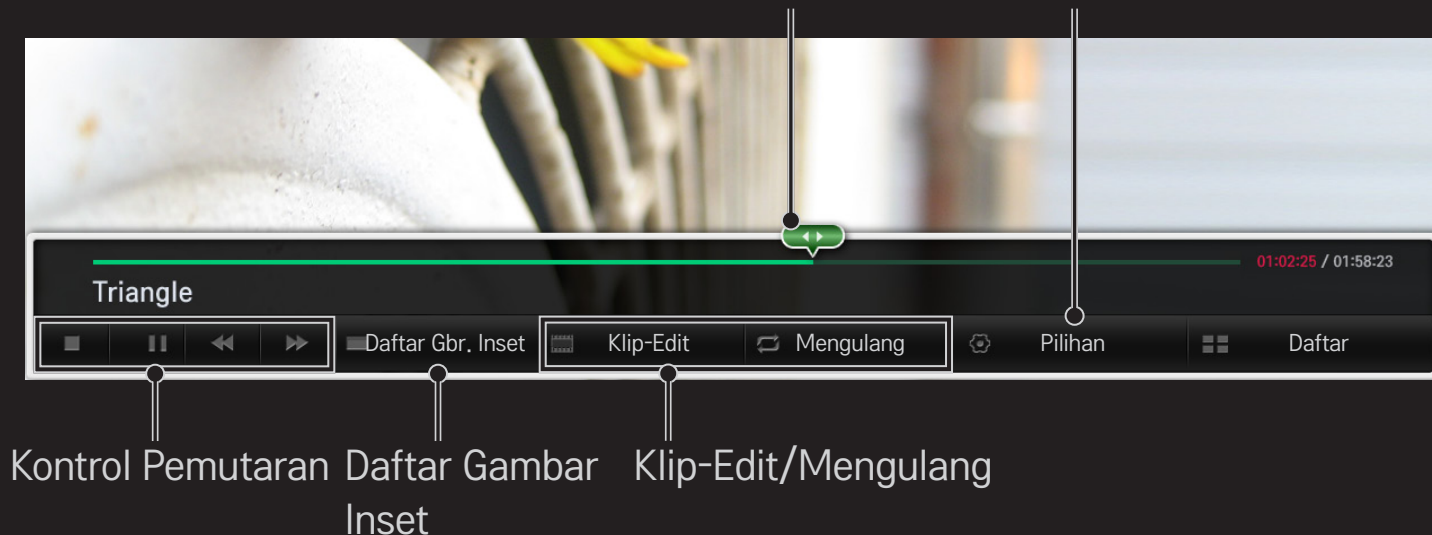 01:02:25 / 01:58:23
Triangle
Daftar Gbr. Inset
Klip-Edit
Mengulang
Pilihan
Daftar
Kontrol Pemutaran
Daftar Gambar
Inset
Klip-Edit/Mengulang